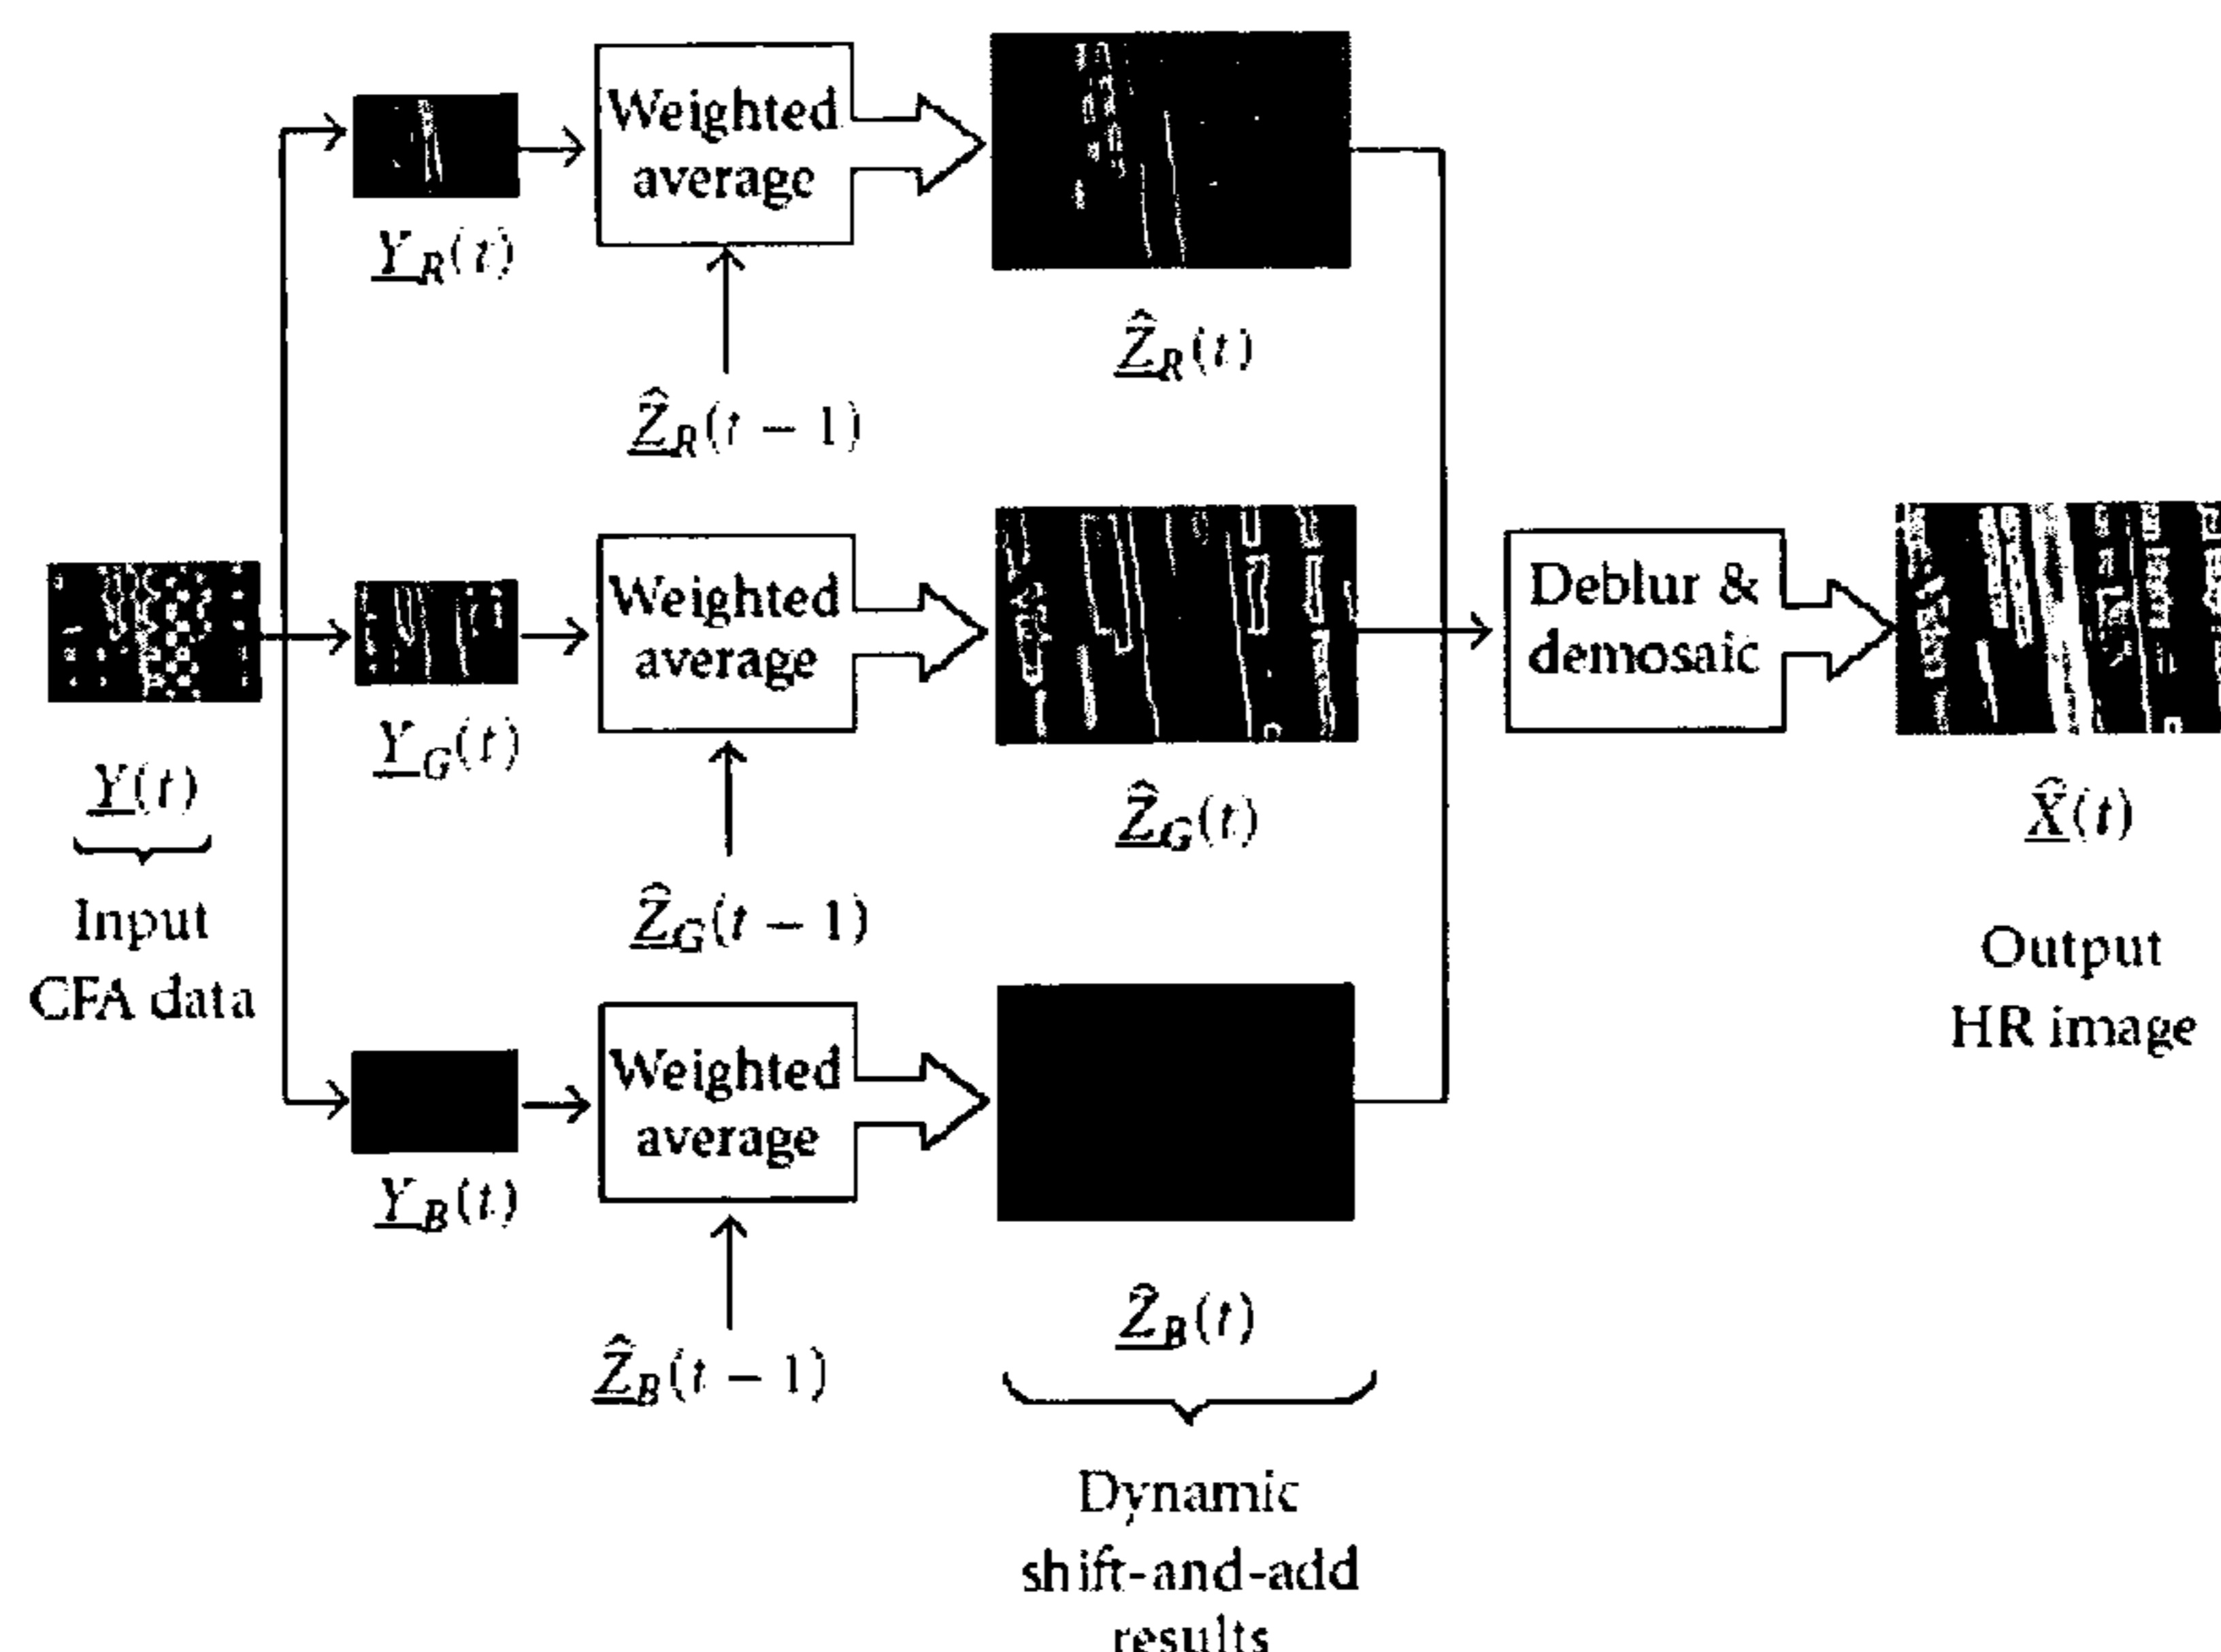 Weighted
average
Y_R(t)
Ẑ_R(t)
Ẑ_R(t − 1)
Weighted
average
Deblur &
demosaic
Y_G(t)
Y(t)
Ẑ_G(t)
X̂(t)
Input
CFA data
Ẑ_G(t − 1)
Output
HR image
Weighted
average
Y_B(t)
Ẑ_B(t)
Ẑ_B(t − 1)
Dynamic
shift-and-add
results